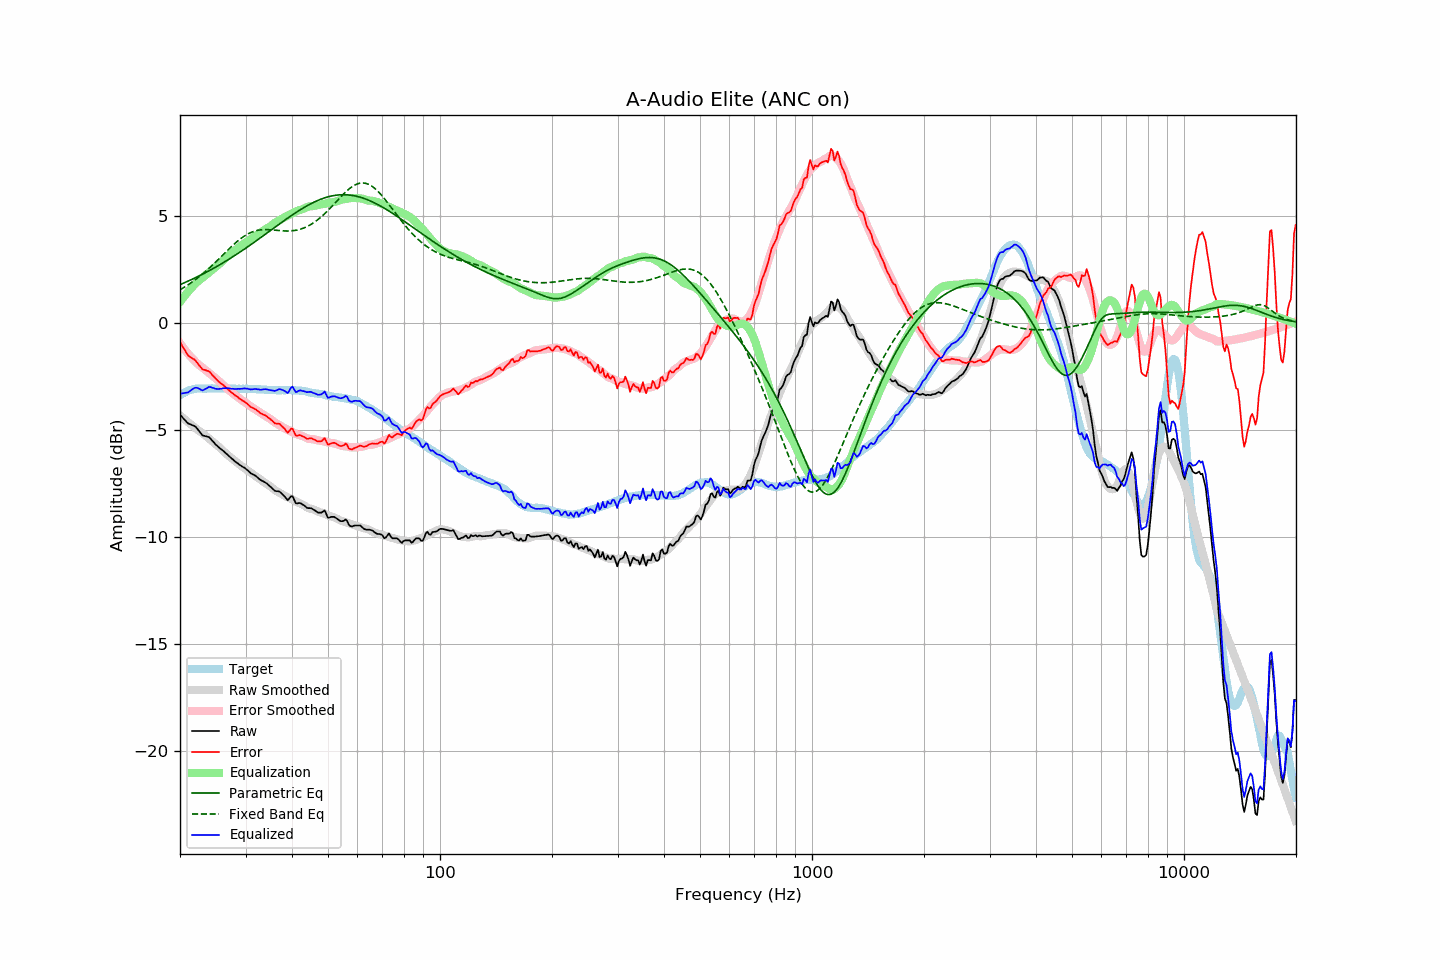 A-Audio Elite (ANC on)
Amplitude (dBr)
5
0
−5
−10
−15
−20
Target
Raw Smoothed
Error Smoothed
Raw
Error
Equalization
Parametric Eq
Fixed Band Eq
Equalized
100
1000
10000
Frequency (Hz)